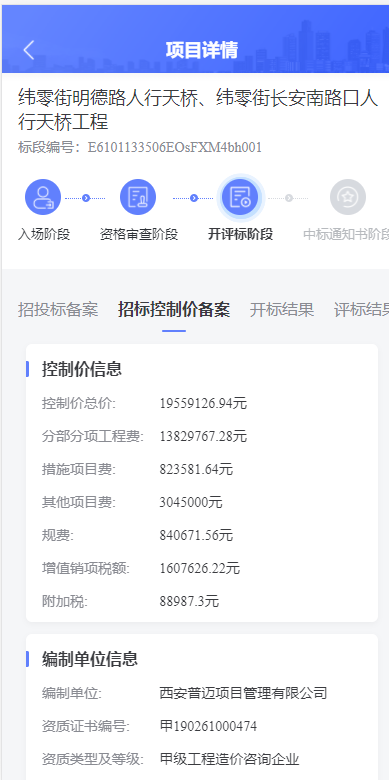 项目详情
纬零街明德路人行天桥、纬零街长安南路口人
行天桥工程
标段编号：E6101133506EOsFXM4bh001
入场阶段 资格审查阶段 开评标阶段 中标通知书阶段
招投标备案 招标控制价备案 开标结果 评标结果
控制价信息
控制价总价: 19559126.94元
分部分项工程费: 13829767.28元
措施项目费: 823581.64元
其他项目费: 3045000元
规费: 840671.56元
增值销项税额: 1607626.22元
附加税: 88987.3元
编制单位信息
编制单位: 西安普迈项目管理有限公司
资质证书编号: 甲190261000474
资质类型及等级: 甲级工程造价咨询企业